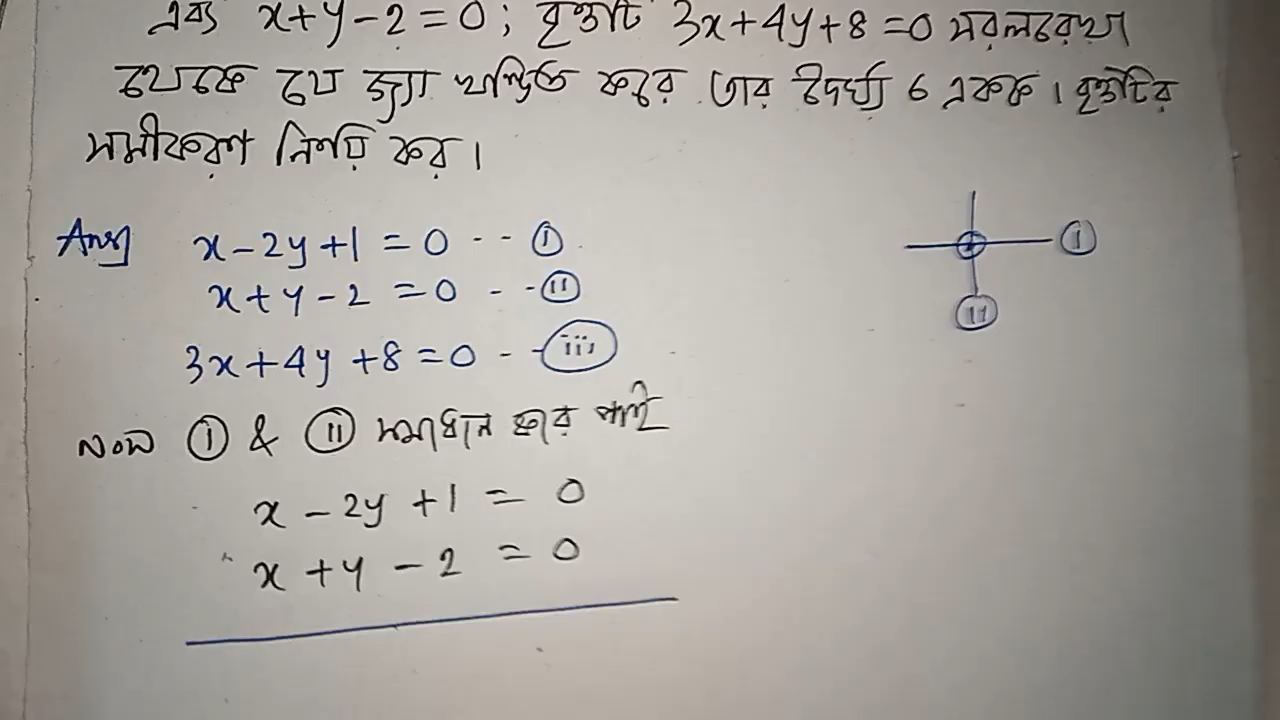 এবং x+y-2=0; বৃত্তটি 3x+4y+8=0 সরলরেখা
থেকে যে জ্যা খন্ডিত করে তার দৈর্ঘ্য ৬ একক। বৃত্তটির
সমীকরণ নির্ণয় কর।
Ans x-2y+1=0 -- ⓘ
x+y-2=0 - - ⓘⓘ
3x+4y+8=0 - - iii
ⓘ
ii
Now ⓘ & ii সমাধান করে পাই
x-2y+1=0
x+y-2=0